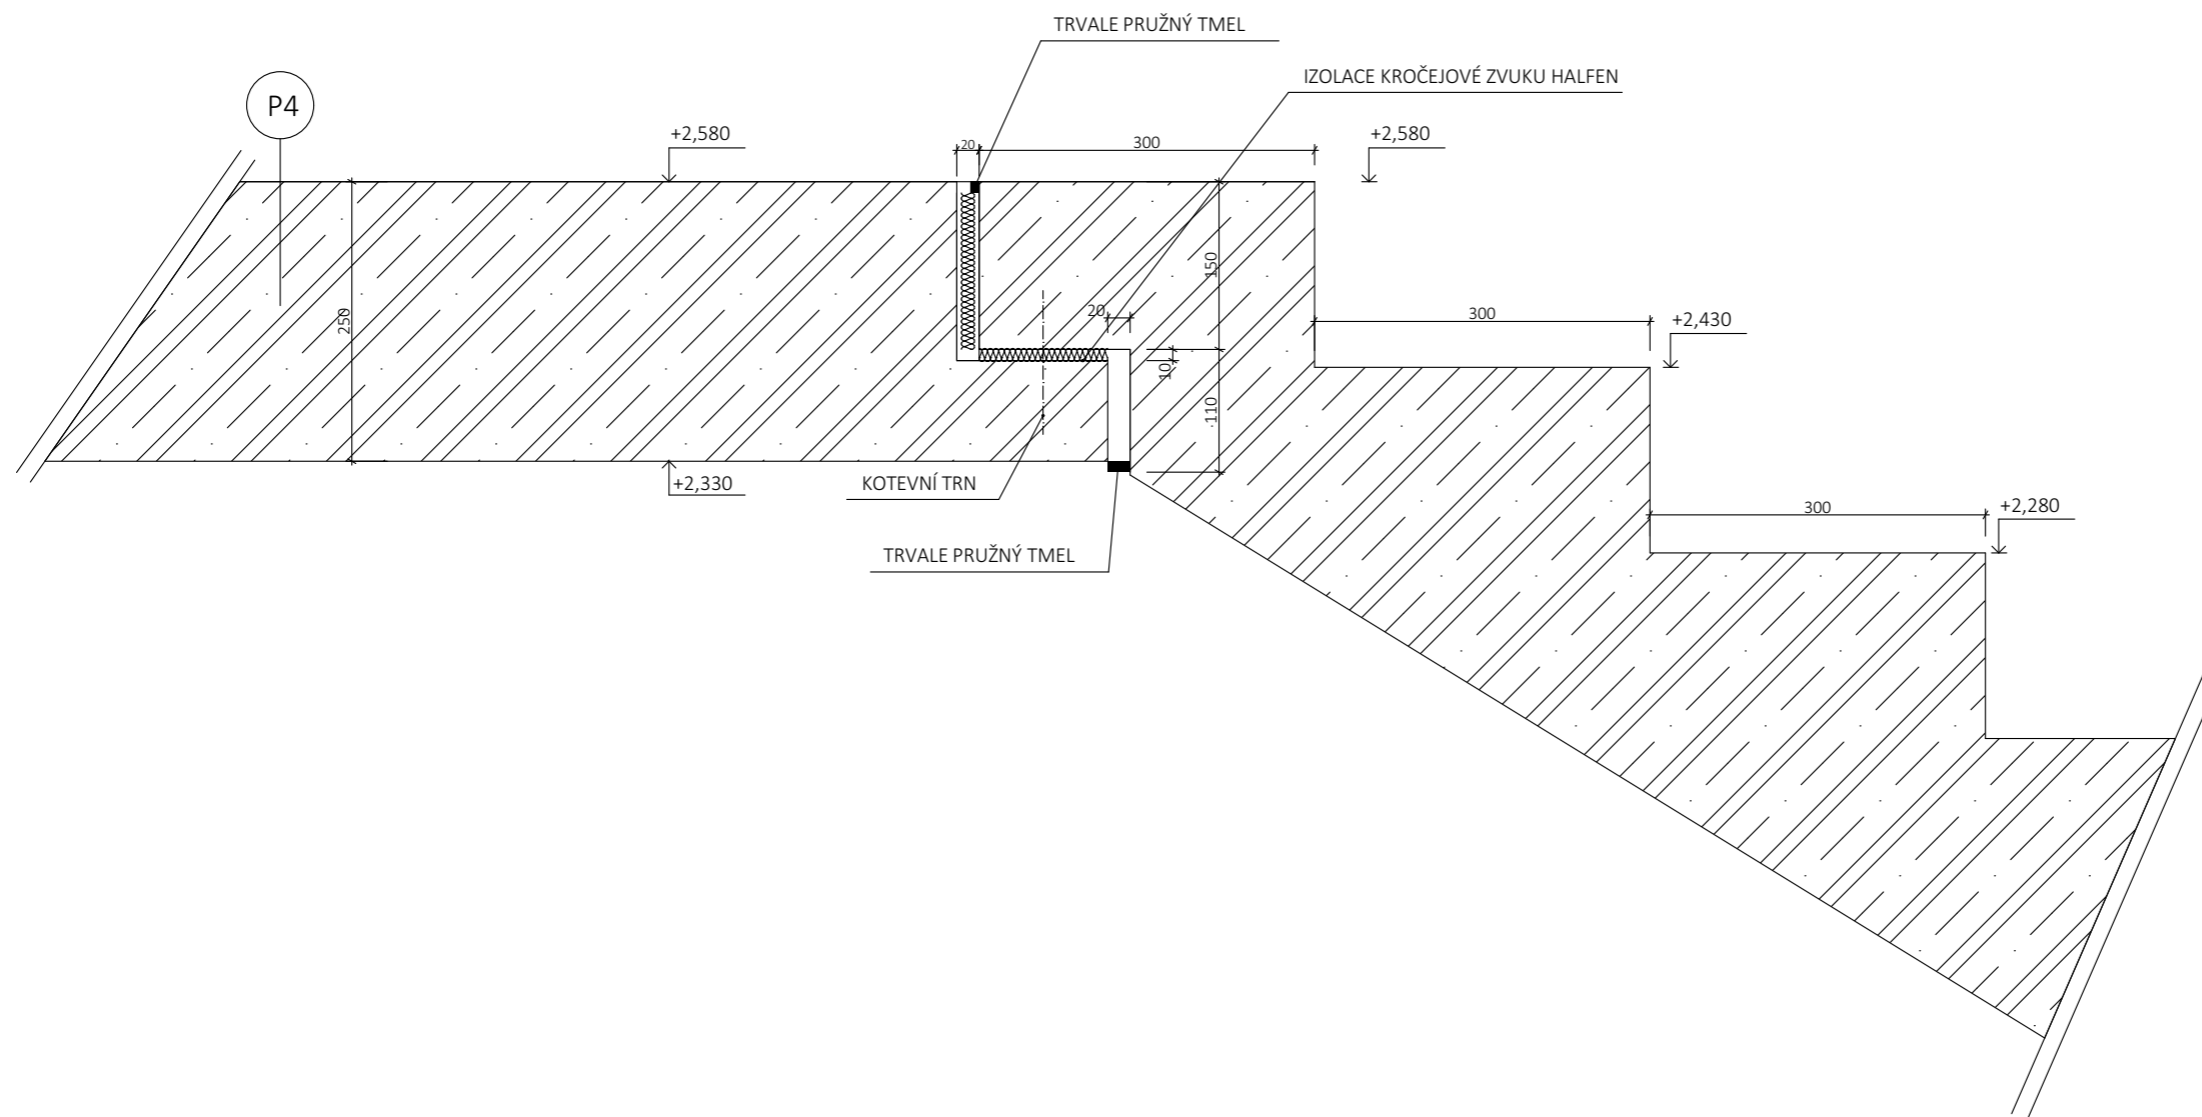 TRVALE PRUŽNÝ TMEL
IZOLACE KROČEJOVÉ ZVUKU HALFEN
P4
+2,580
20
300
+2,580
250
150
20
300
+2,430
10
110
+2,330
KOTEVNÍ TRN
300
+2,280
TRVALE PRUŽNÝ TMEL